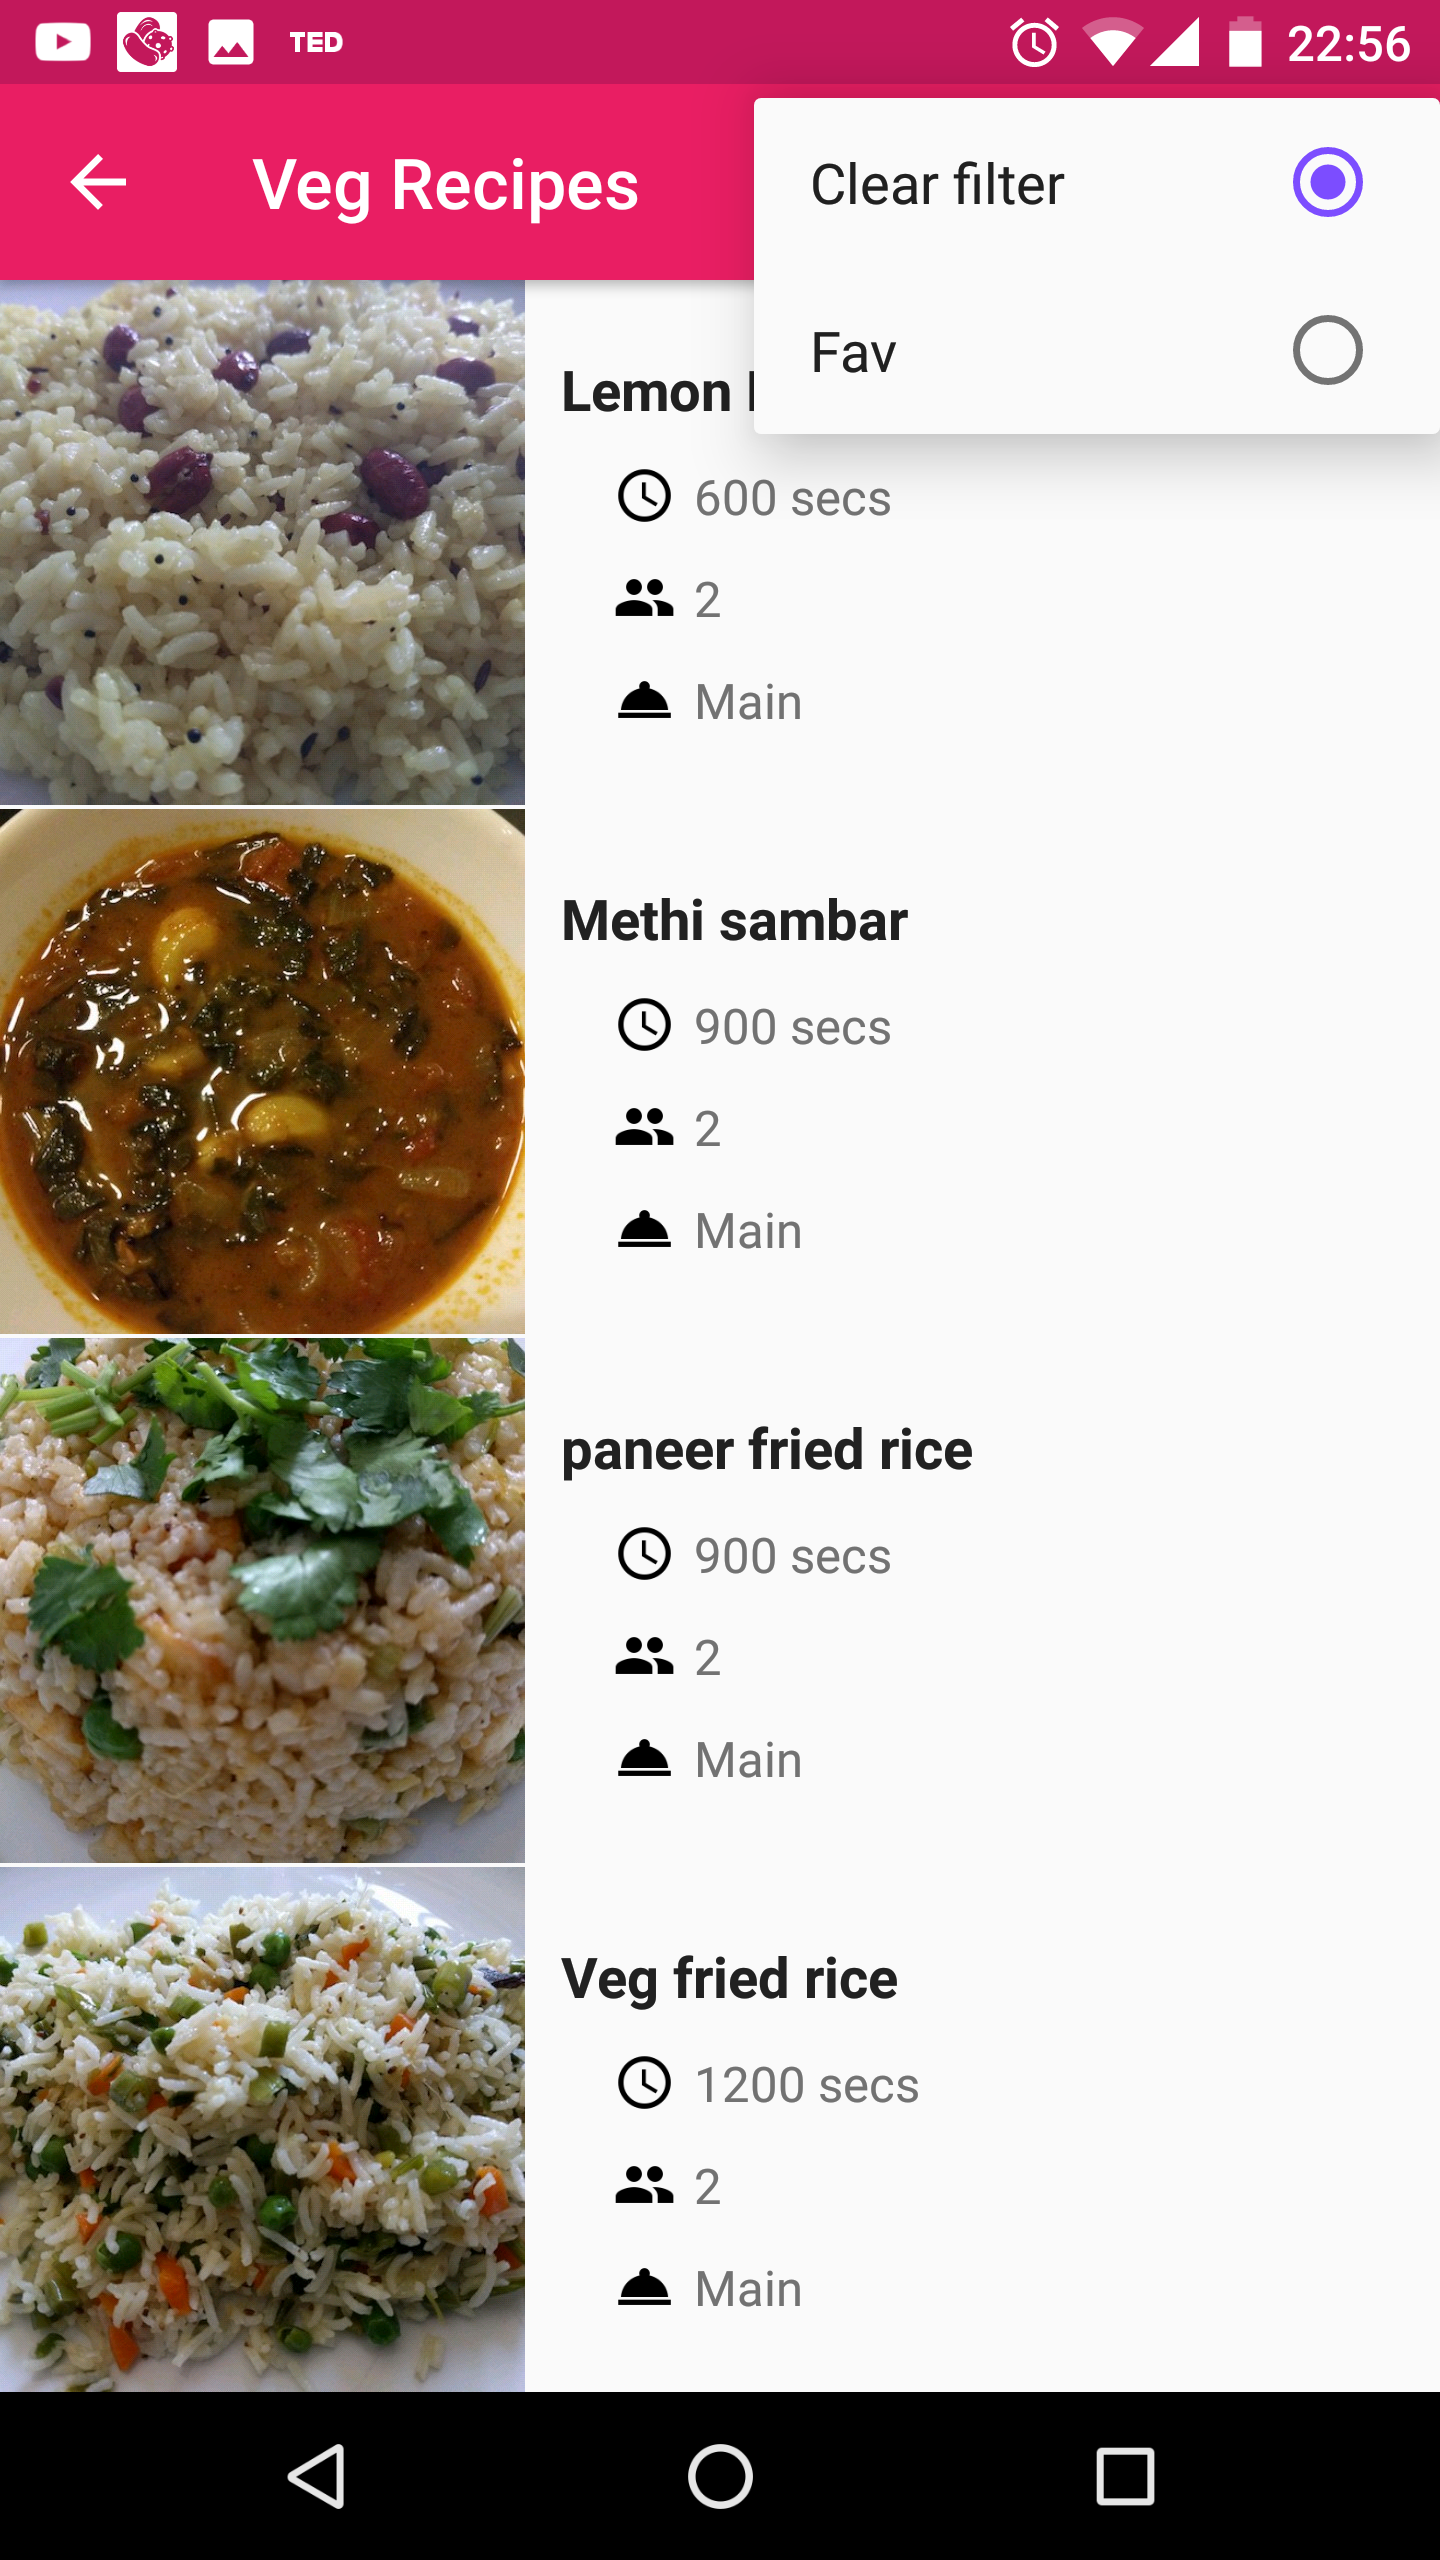 TED
22:56
Veg Recipes
Clear filter
Fav
Lemon
600 secs
2
Main
Methi sambar
900 secs
2
Main
paneer fried rice
900 secs
2
Main
Veg fried rice
1200 secs
2
Main